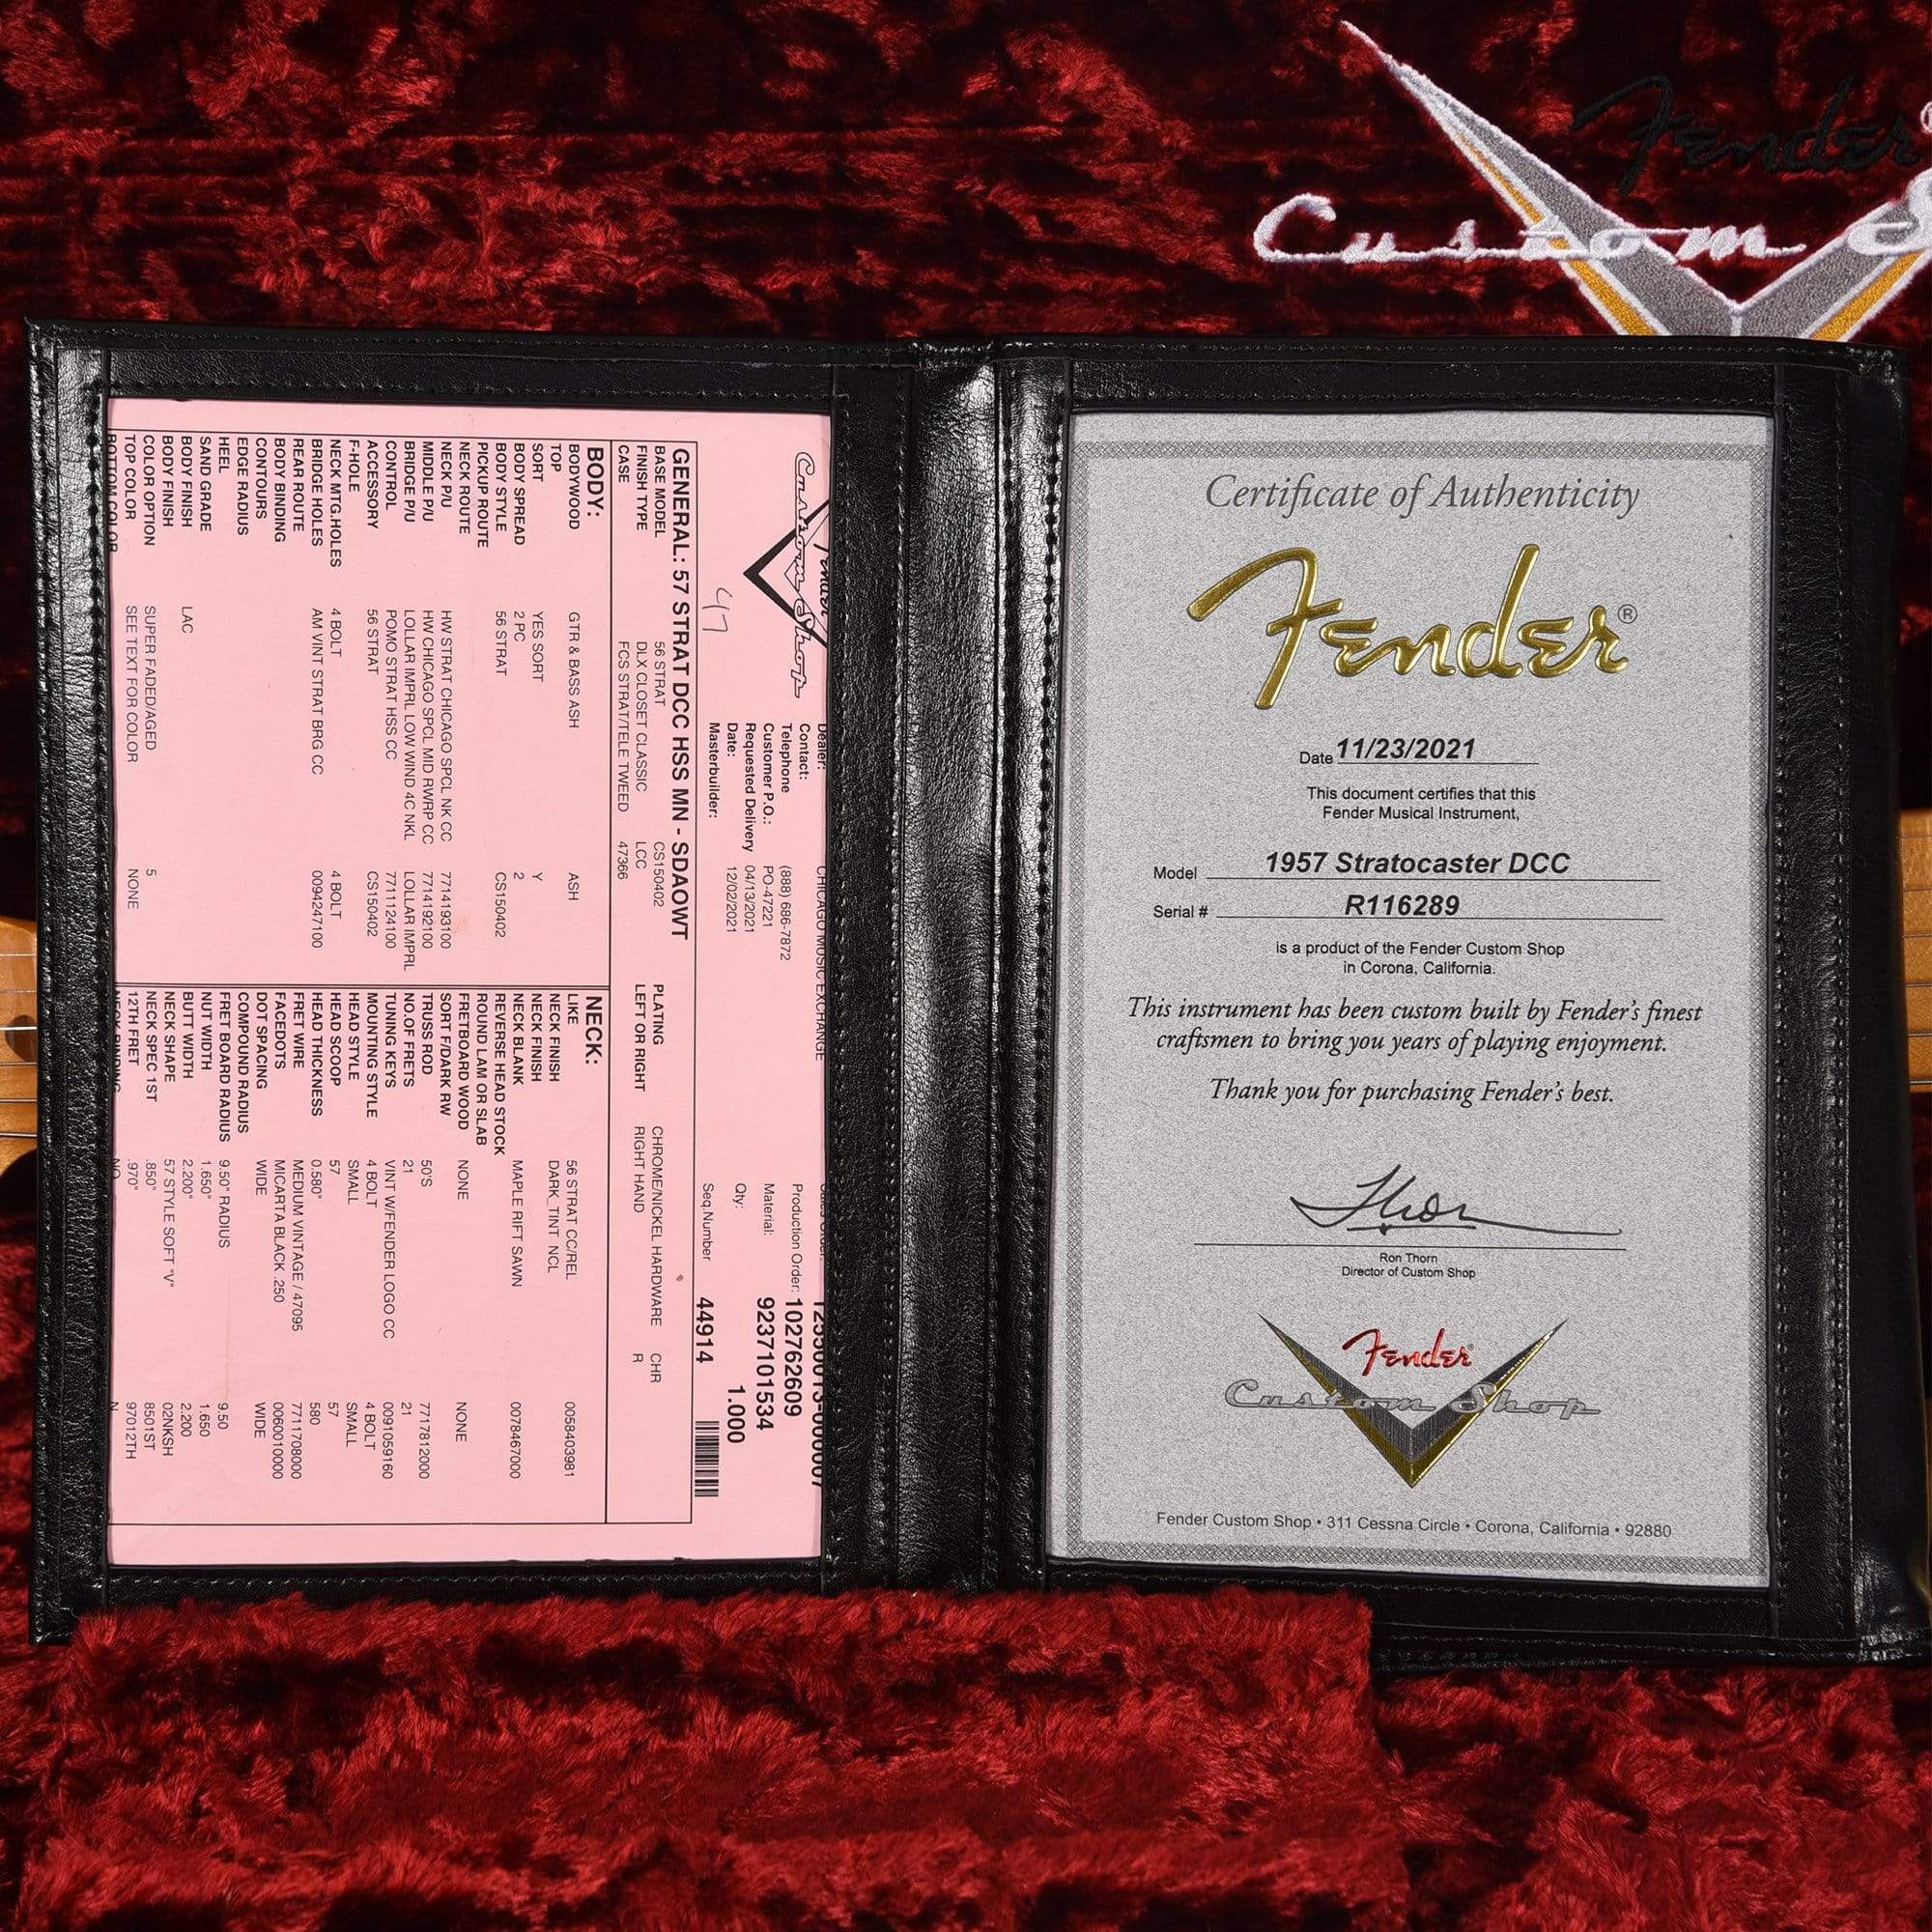 Fender®
Custom S
Fender
Custom Shop
47
Dealer: CHICAGO MUSIC EXCHANGE
Contact:
Telephone (888) 686-7872
Customer P.O.: PO-47221
Requested Delivery 04/13/2021
Date: 12/02/2021
Masterbuilder:
Production Order: 102762609
Material: 9237101534
Qty: 1.000
Seq.Number 44914
GENERAL: 57 STRAT DCC HSS MN - SDAOWT
BASE MODEL 56 STRAT CS150402 PLATING CHROME/NICKEL HARDWARE CHR
FINISH TYPE DLX CLOSET CLASSIC LCC LEFT OR RIGHT RIGHT HAND R
CASE FCS STRAT/TELE TWEED 47366
BODY:
BODYWOOD GTR & BASS ASH ASH
TOP
SORT YES SORT Y
BODY SPREAD 2 PC 2
BODY STYLE 56 STRAT CS150402
PICKUP ROUTE
NECK ROUTE
NECK P/U HW STRAT CHICAGO SPCL NK CC 7714193100
MIDDLE P/U HW CHICAGO SPCL MID RWRP CC 7714192100
BRIDGE P/U LOLLAR IMPRL LOW WIND 4C NKL LOLLAR IMPRL
CONTROL POMO STRAT HSS CC 7711124100
ACCESSORY 56 STRAT CS150402
F-HOLE
NECK MTG.HOLES 4 BOLT 4 BOLT
BRIDGE HOLES AM VINT STRAT BRG CC 0094247100
REAR ROUTE
BODY BINDING
CONTOURS
EDGE RADIUS
HEEL
SAND GRADE
BODY FINISH LAC
BODY FINISH
COLOR OPTION SUPER FADED/AGED 5
TOP COLOR SEE TEXT FOR COLOR NONE
BOTTOM COLOR
NECK:
LIKE 56 STRAT CC/REL 0058403981
NECK FINISH DARK_TINT NCL
NECK FINISH
NECK BLANK MAPLE RIFT SAWN 0078467000
REVERSE HEAD STOCK
ROUND LAM OR SLAB
FRETBOARD WOOD NONE NONE
SORT F/DARK RW
TRUSS ROD 50'S 7717812000
NO.OF FRETS 21 21
TUNING KEYS VINT W/FENDER LOGO CC 0091059160
MOUNTING STYLE 4 BOLT 4 BOLT
HEAD STYLE SMALL SMALL
HEAD SCOOP 57 57
HEAD THICKNESS 0.580" 580
FRET WIRE MEDIUM VINTAGE / 47095 7711708000
FACEDOTS MICARTA BLACK .250 0060010000
DOT SPACING WIDE WIDE
COMPOUND RADIUS
FRET BOARD RADIUS 9.50" RADIUS 9.50
NUT WIDTH 1.650" 1.650
BUTT WIDTH 2.200" 2.200
NECK SHAPE 57 STYLE SOFT "V" 02NKSH
NECK SPEC 1ST .850" 8501ST
12TH FRET .970" 97012TH
NECK BINDING NO N
Certificate of Authenticity
Fender®
Date 11/23/2021
This document certifies that this
Fender Musical Instrument,
Model 1957 Stratocaster DCC
Serial # R116289
is a product of the Fender Custom Shop
in Corona, California.
This instrument has been custom built by Fender's finest
craftsmen to bring you years of playing enjoyment.
Thank you for purchasing Fender's best.
Ron Thorn
Director of Custom Shop
Fender
Custom Shop
Fender Custom Shop • 311 Cessna Circle • Corona, California • 92880